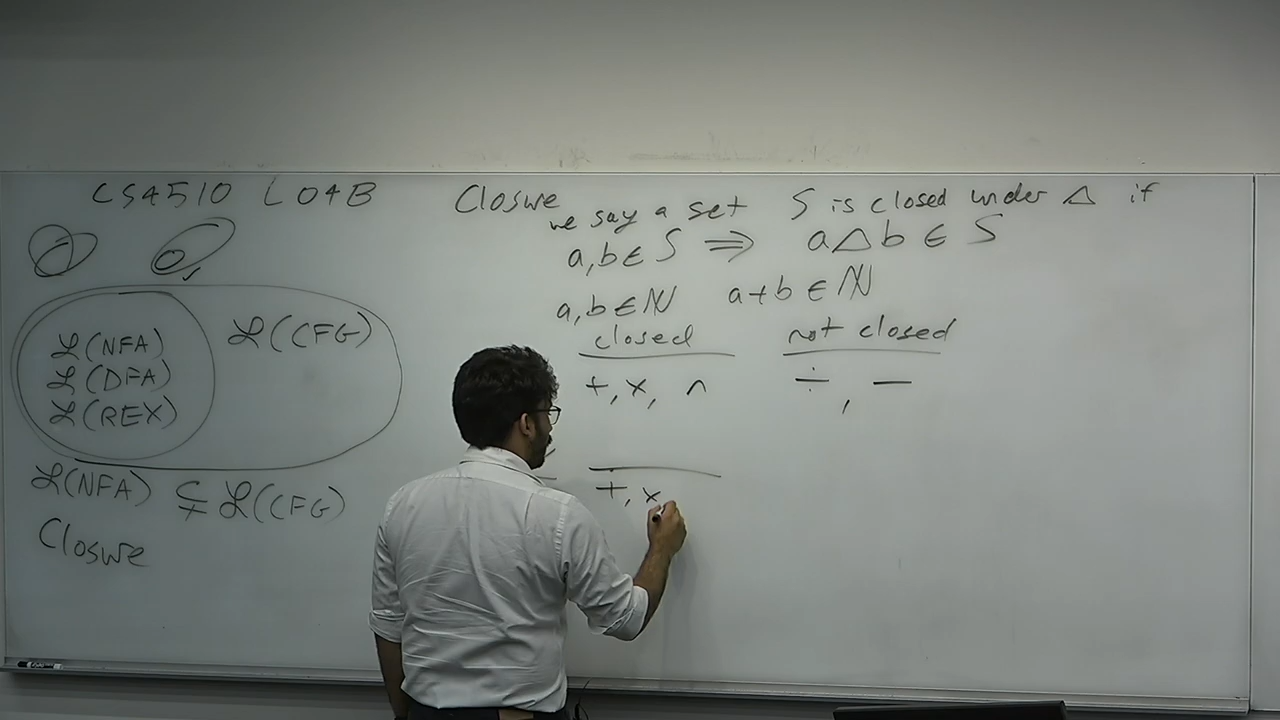 CS4510 L04B
ℒ(NFA)
ℒ(DFA)
ℒ(REX)
ℒ(CFG)
ℒ(NFA) ⊊ ℒ(CFG)
Closure
Closure
we say a set S is closed under △ if
a,b ∈ S ⇒ a△b ∈ S
a,b ∈ ℕ a+b ∈ ℕ
closed not closed
+, ×, ^ ÷, −
+, ×